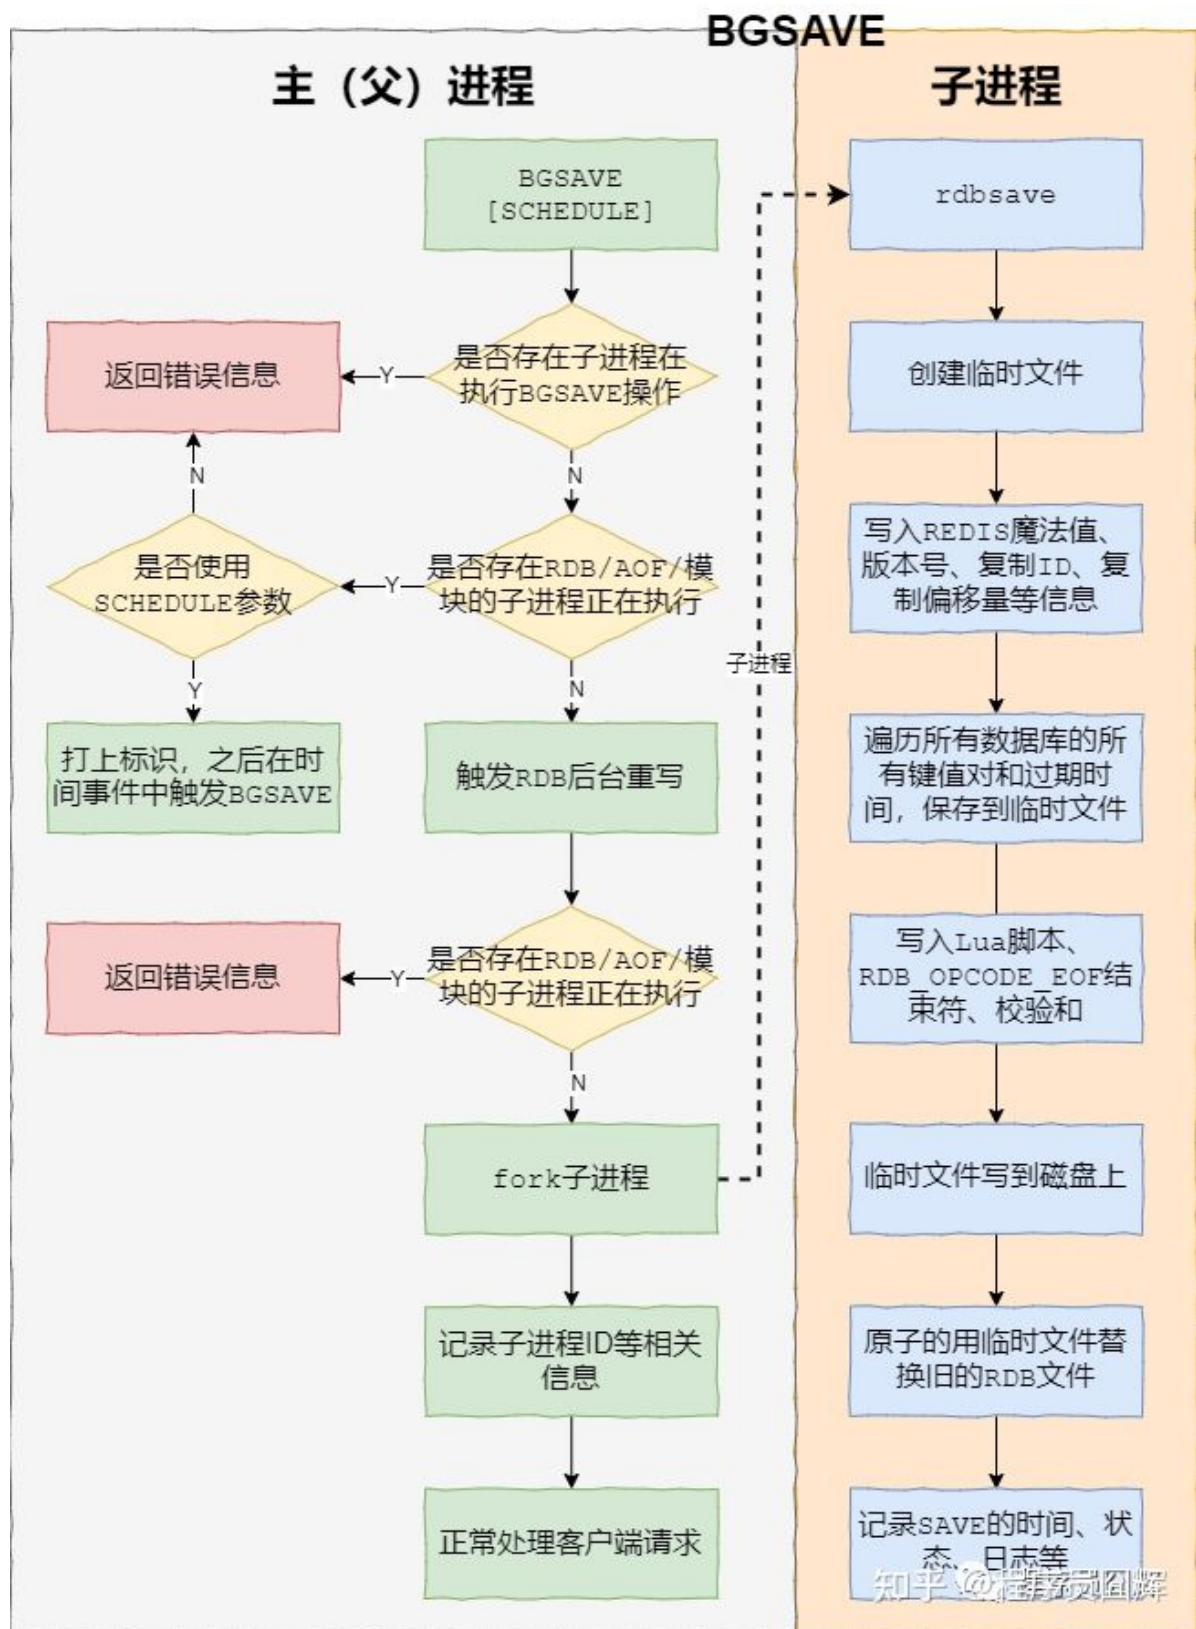 BGSAVE
主（父）进程
子进程
BGSAVE
[SCHEDULE]
是否存在子进程在
执行BGSAVE操作
Y
返回错误信息
N
N
是否存在RDB/AOF/模
块的子进程正在执行
Y
是否使用
SCHEDULE参数
Y
打上标识，之后在时
间事件中触发BGSAVE
N
触发RDB后台重写
是否存在RDB/AOF/模
块的子进程正在执行
Y
返回错误信息
N
fork子进程
子进程
记录子进程ID等相关
信息
正常处理客户端请求
rdbsave
创建临时文件
写入REDIS魔法值、
版本号、复制ID、复
制偏移量等信息
遍历所有数据库的所
有键值对和过期时
间，保存到临时文件
写入Lua脚本、
RDB_OPCODE_EOF结
束符、校验和
临时文件写到磁盘上
原子的用临时文件替
换旧的RDB文件
记录SAVE的时间、状
态、日志等
知乎 @程序员囧辉